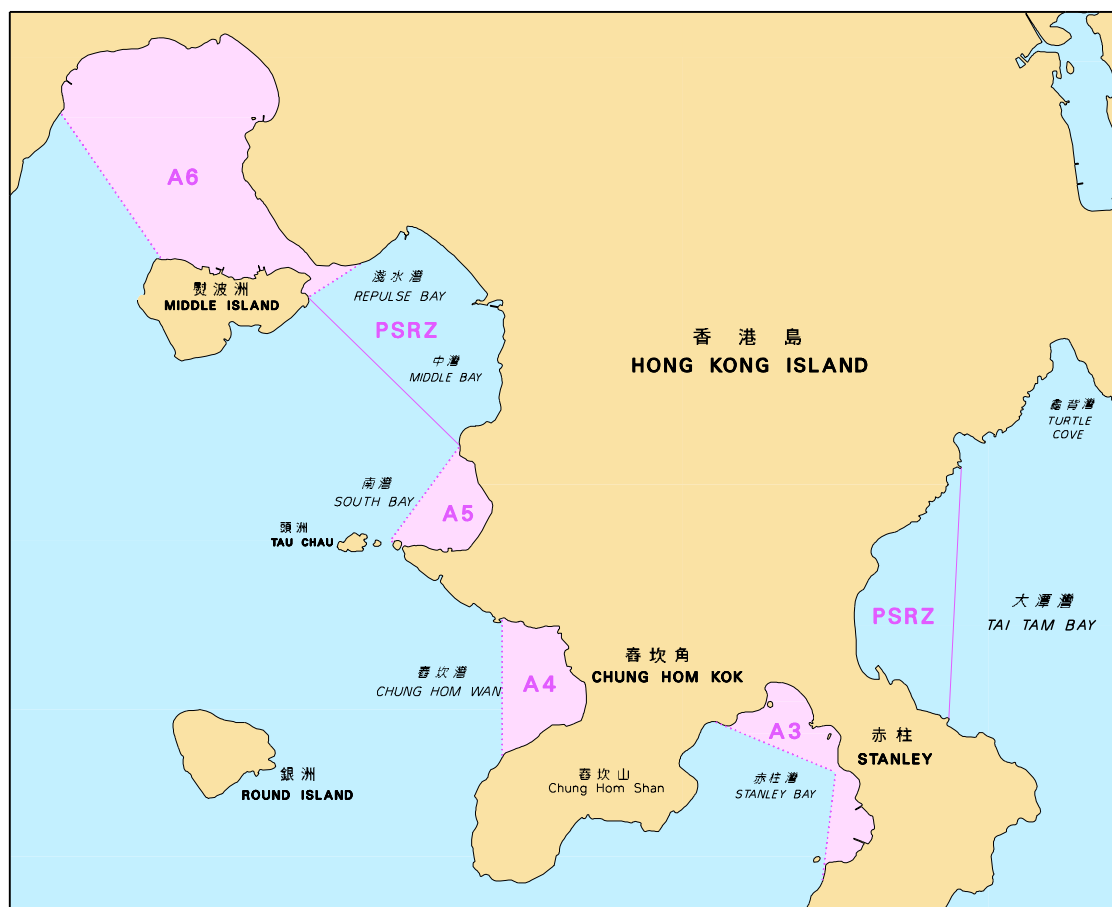 A6
淺水灣
REPULSE BAY
熨波洲
MIDDLE ISLAND
PSRZ
香港島
HONG KONG ISLAND
中灣
MIDDLE BAY
龜背灣
TURTLE
COVE
南灣
SOUTH BAY
A5
頭洲
TAU CHAU
大潭灣
TAI TAM BAY
PSRZ
舂坎角
CHUNG HOM KOK
舂坎灣
CHUNG HOM WAN
A4
A3
赤柱
STANLEY
銀洲
ROUND ISLAND
舂坎山
Chung Hom Shan
赤柱灣
STANLEY BAY